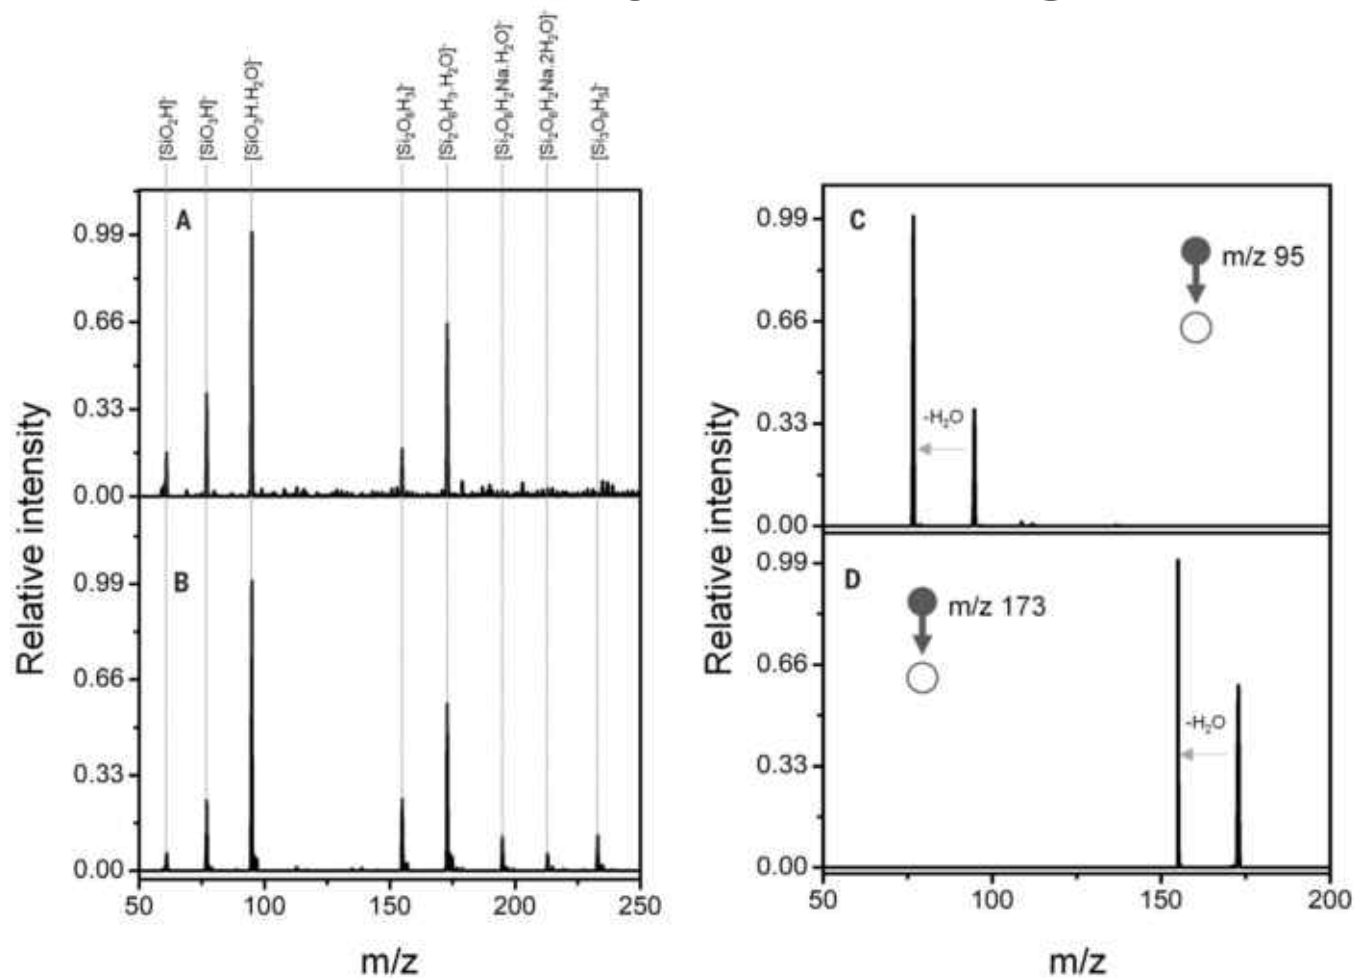 [SiO₂H]⁻
[SiO₃H]⁻
[SiO₃H.H₂O]⁻
[Si₂O₆H₃]⁻
[Si₂O₆H₃.H₂O]⁻
[Si₂O₆H₂Na.H₂O]⁻
[Si₂O₆H₂Na.2H₂O]⁻
[Si₃O₉H₅]⁻
Relative intensity
A
0.99
0.66
0.33
0.00
B
0.99
0.66
0.33
0.00
50
100
150
200
250
m/z
Relative intensity
C
0.99
0.66
0.33
0.00
m/z 95
-H₂O
D
0.99
0.66
0.33
0.00
m/z 173
-H₂O
50
100
150
200
m/z